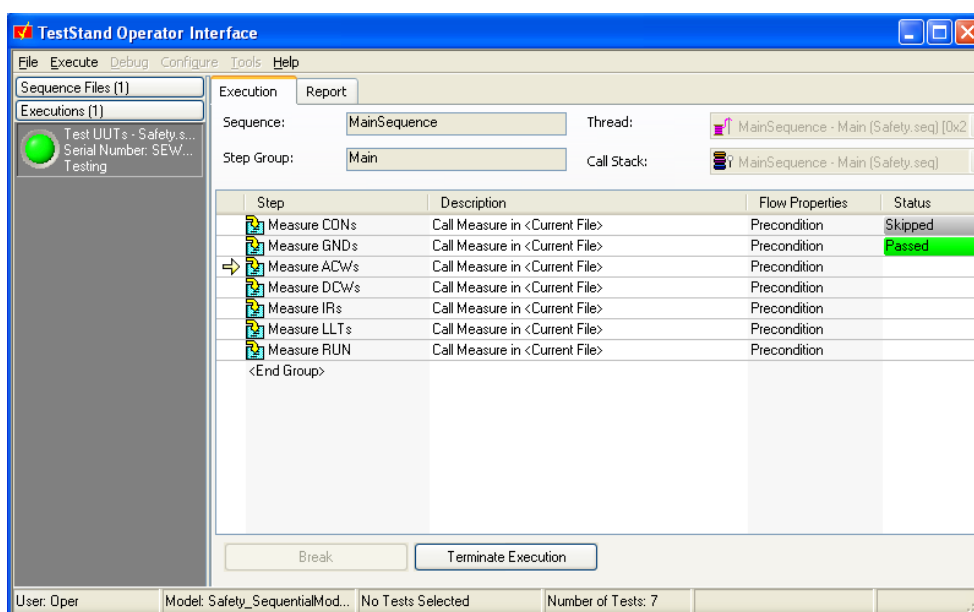 TestStand Operator Interface
File Execute Debug Configure Tools Help
Sequence Files (1)
Executions (1)
Test UUTs - Safety.s...
Serial Number: SEW...
Testing
Execution Report
Sequence: MainSequence Thread: MainSequence - Main (Safety.seq) [0x2
Step Group: Main Call Stack: MainSequence - Main (Safety.seq)
Step Description Flow Properties Status
Measure CONs Call Measure in <Current File> Precondition Skipped
Measure GNDs Call Measure in <Current File> Precondition Passed
Measure ACWs Call Measure in <Current File> Precondition
Measure DCWs Call Measure in <Current File> Precondition
Measure IRs Call Measure in <Current File> Precondition
Measure LLTs Call Measure in <Current File> Precondition
Measure RUN Call Measure in <Current File> Precondition
<End Group>
Break Terminate Execution
User: Oper Model: Safety_SequentialMod... No Tests Selected Number of Tests: 7